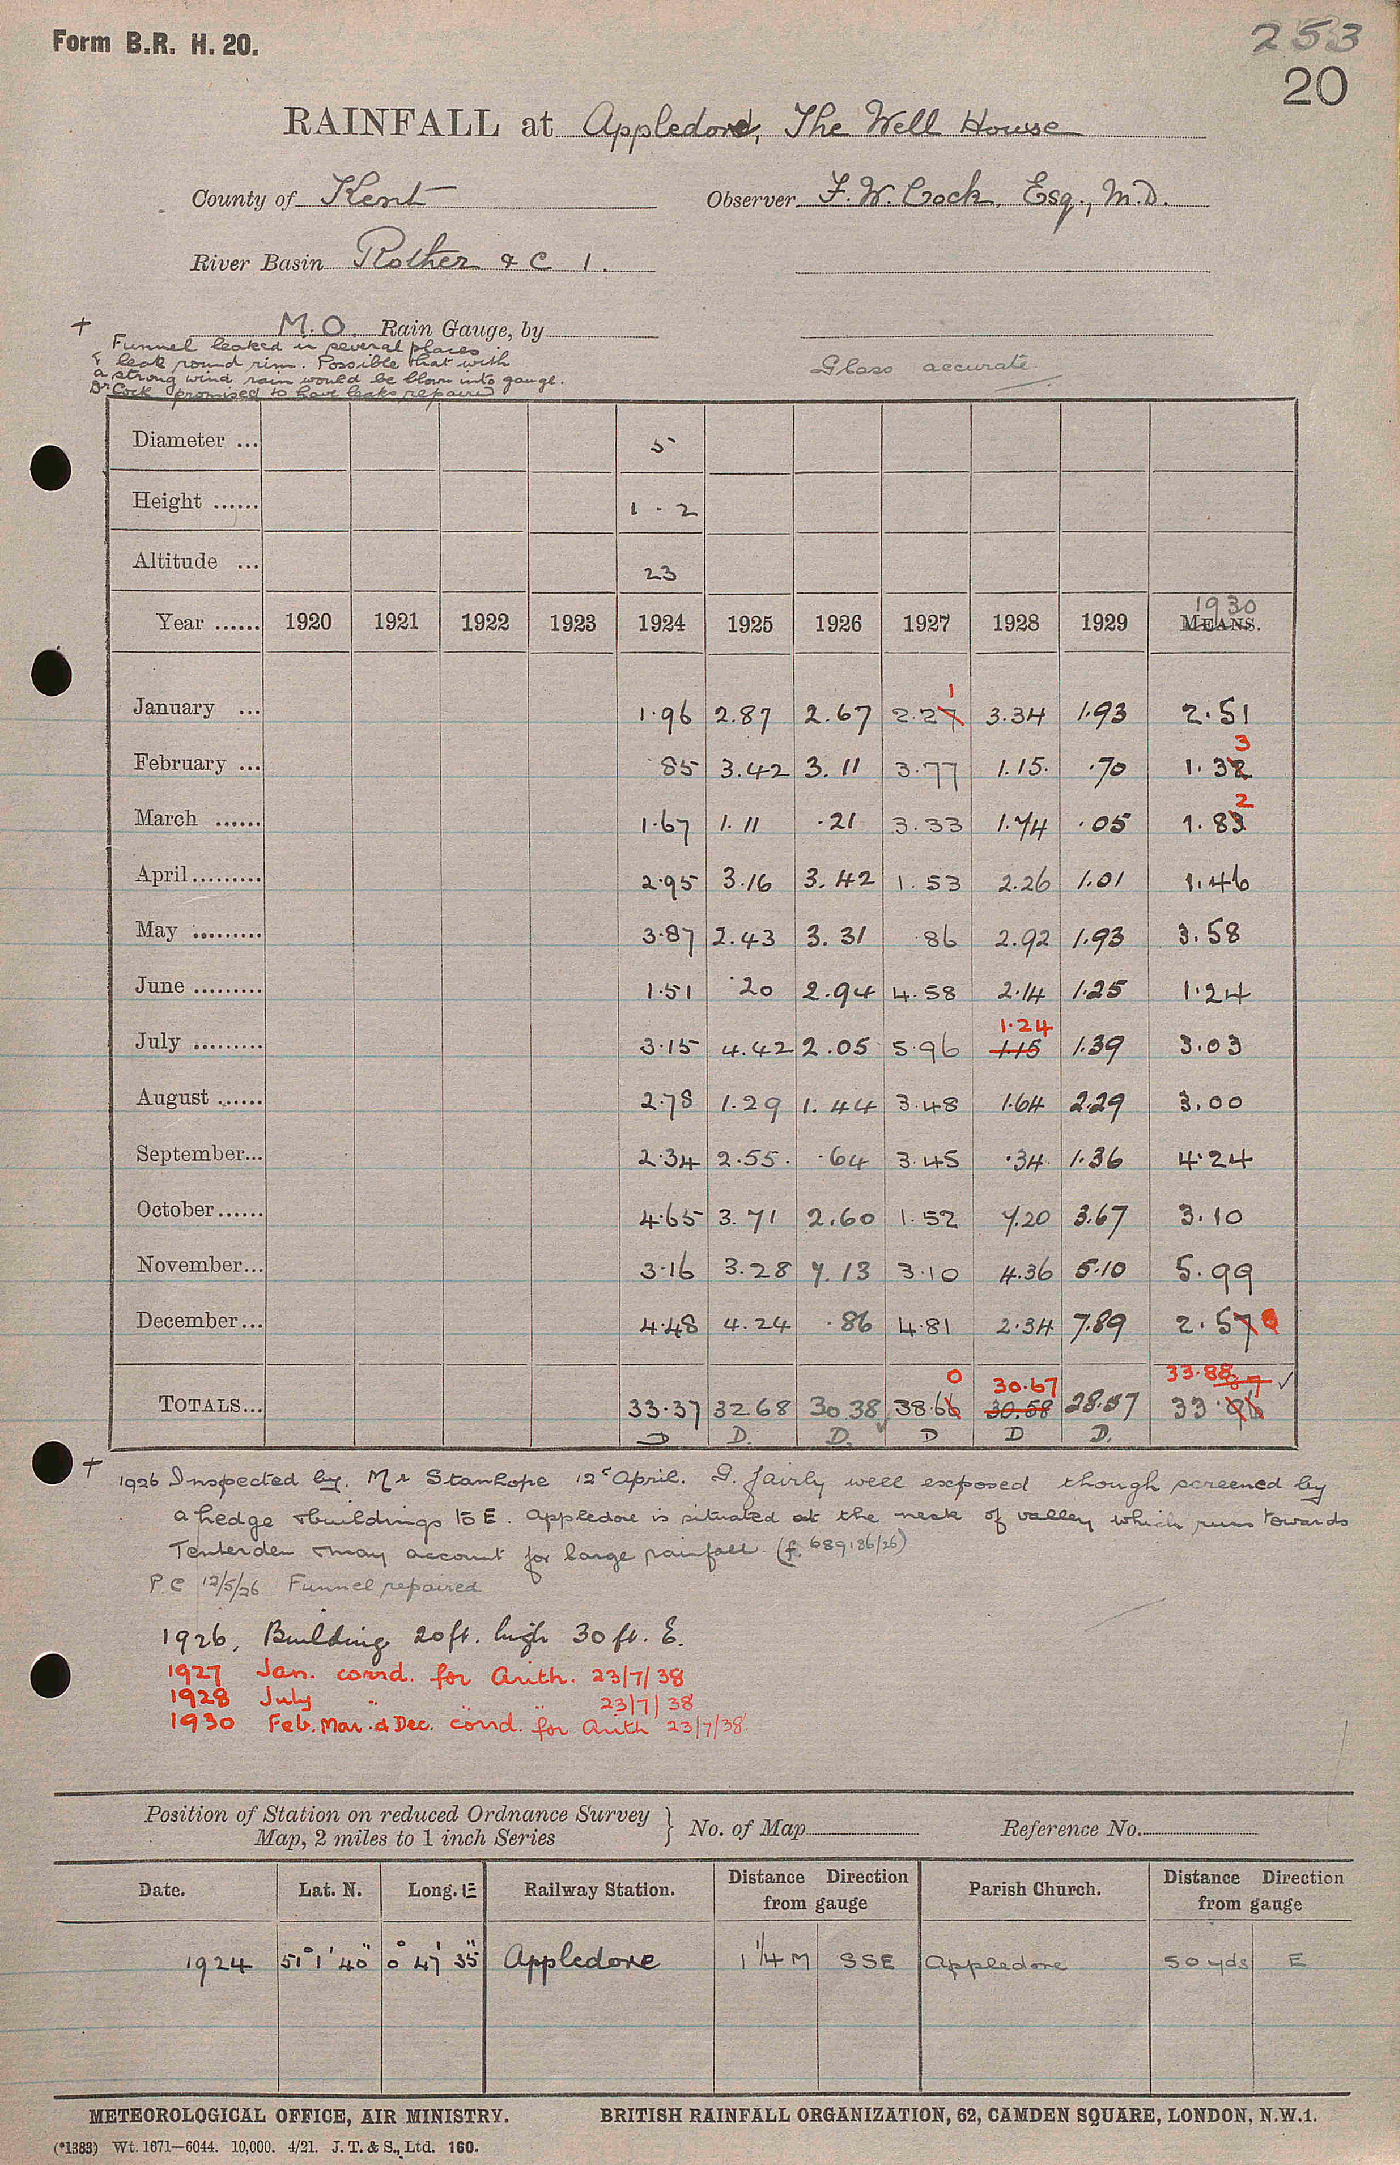 Form B.R. H. 20.
253
20
RAINFALL at Appledore, The Well House
County of Kent Observer F. W. Cock, Esq., M.D.
River Basin Rother & C 1.
+ M.O. Rain Gauge, by
Funnel leaked in several places
& leak round rim. Possible that with
a strong wind rain would be blown into gauge.
Dr Cock promised to have leaks repaired
Glass accurate.
Diameter ... 5
Height ...... 1 - 2
Altitude ... 23
Year ...... 1920 1921 1922 1923 1924 1925 1926 1927 1928 1929 MEANS. 1930
January ... 1.96 2.87 2.67 2.27 1 3.34 1.93 2.51
February ... .85 3.42 3.11 3.77 1.15 .70 1.32 3
March ...... 1.67 1.11 .21 3.33 1.74 .05 1.83 2
April......... 2.95 3.16 3.42 1.53 2.26 1.01 1.46
May ......... 3.87 2.43 3.31 .86 2.92 1.93 3.58
June ......... 1.51 .20 2.94 4.58 2.14 1.25 1.24
July ......... 3.15 4.42 2.05 5.96 1.15 1.24 1.39 3.03
August ...... 2.78 1.29 1.44 3.48 1.64 2.29 3.00
September... 2.34 2.55 .64 3.45 .34 1.36 4.24
October...... 4.65 3.71 2.60 1.52 7.20 3.67 3.10
November... 3.16 3.28 7.13 3.10 4.36 5.10 5.99
December... 4.48 4.24 .86 4.81 2.34 7.89 2.57
TOTALS... 33.37 32.68 30.38 38.66 0 30.58 30.67 28.57 33.96 87 33.88 ✓
D D. D. D D D.
+ 1926 Inspected by Mr Stanhope 12th April. G. fairly well exposed though screened by
a hedge & buildings to E. Appledore is situated at the neck of valley which runs towards
Tenterden & may account for large rainfall. (f. 689186/26)
P.C 12/5/26 Funnel repaired
1926, Building 20ft. high 30 ft. E.
1927 Jan. corrd. for Arith. 23/7/38
1928 July " " 23/7/38
1930 Feb. Mar. & Dec. corrd. for Arith 23/7/38
Position of Station on reduced Ordnance Survey
Map, 2 miles to 1 inch Series } No. of Map Reference No.
Date. Lat. N. Long. E Railway Station. Distance Direction from gauge Parish Church. Distance Direction from gauge
1924 51° 1' 40" 0° 47' 35" Appledore 1 1/4 M SSE Appledore 50 yds E
METEOROLOGICAL OFFICE, AIR MINISTRY. BRITISH RAINFALL ORGANIZATION, 62, CAMDEN SQUARE, LONDON, N.W.1.
(*1383) Wt. 1671—6044. 10,000. 4/21. J. T. & S., Ltd. 160.